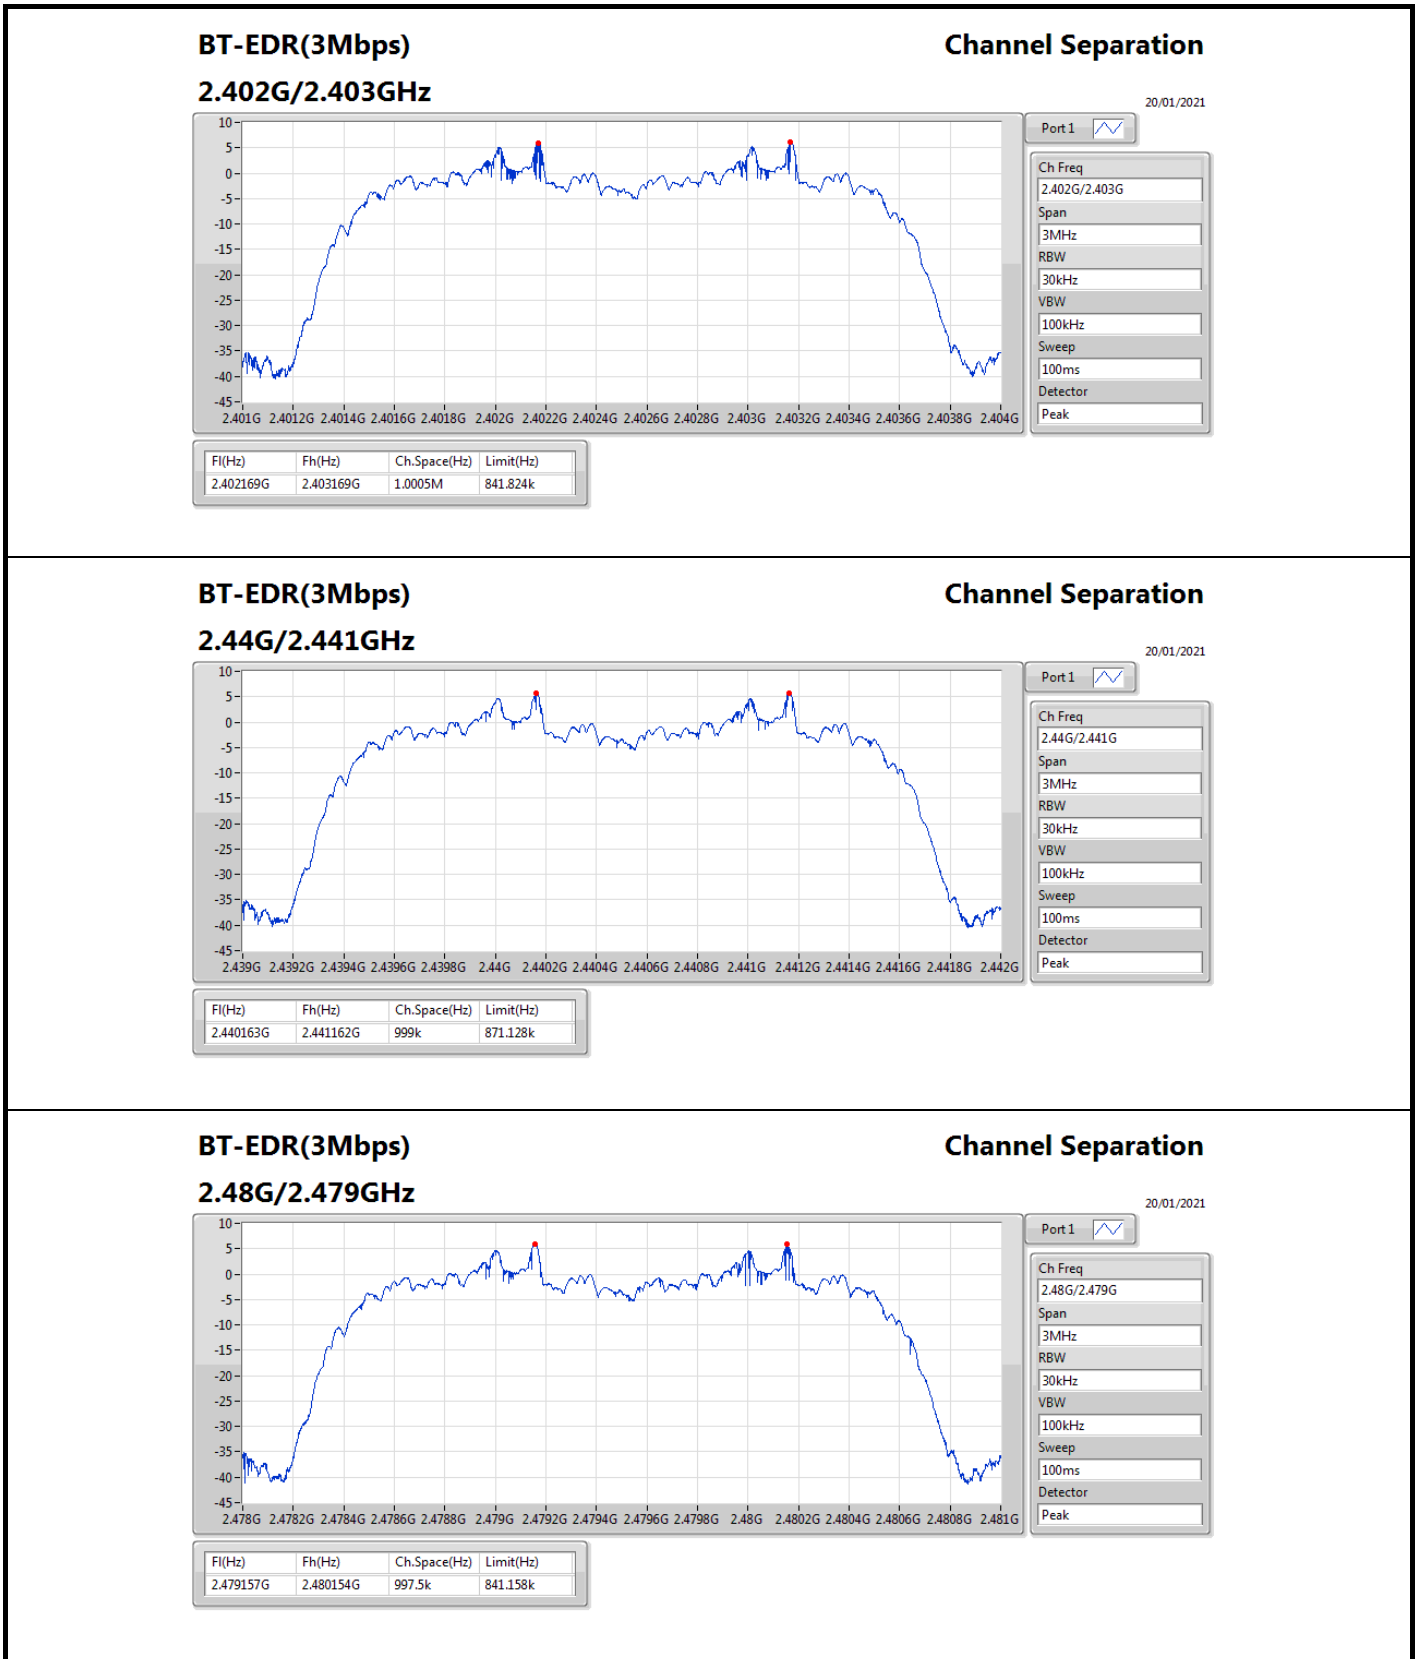 BT-EDR(3Mbps) Channel Separation
2.402G/2.403GHz
20/01/2021
10
5
0
-5
-10
-15
-20
-25
-30
-35
-40
-45
2.401G 2.4012G 2.4014G 2.4016G 2.4018G 2.402G 2.4022G 2.4024G 2.4026G 2.4028G 2.403G 2.4032G 2.4034G 2.4036G 2.4038G 2.404G
Port 1
Ch Freq
2.402G/2.403G
Span
3MHz
RBW
30kHz
VBW
100kHz
Sweep
100ms
Detector
Peak
Fl(Hz) Fh(Hz) Ch.Space(Hz) Limit(Hz)
2.402169G 2.403169G 1.0005M 841.824k
BT-EDR(3Mbps) Channel Separation
2.44G/2.441GHz
20/01/2021
10
5
0
-5
-10
-15
-20
-25
-30
-35
-40
-45
2.439G 2.4392G 2.4394G 2.4396G 2.4398G 2.44G 2.4402G 2.4404G 2.4406G 2.4408G 2.441G 2.4412G 2.4414G 2.4416G 2.4418G 2.442G
Port 1
Ch Freq
2.44G/2.441G
Span
3MHz
RBW
30kHz
VBW
100kHz
Sweep
100ms
Detector
Peak
Fl(Hz) Fh(Hz) Ch.Space(Hz) Limit(Hz)
2.440163G 2.441162G 999k 871.128k
BT-EDR(3Mbps) Channel Separation
2.48G/2.479GHz
20/01/2021
10
5
0
-5
-10
-15
-20
-25
-30
-35
-40
-45
2.478G 2.4782G 2.4784G 2.4786G 2.4788G 2.479G 2.4792G 2.4794G 2.4796G 2.4798G 2.48G 2.4802G 2.4804G 2.4806G 2.4808G 2.481G
Port 1
Ch Freq
2.48G/2.479G
Span
3MHz
RBW
30kHz
VBW
100kHz
Sweep
100ms
Detector
Peak
Fl(Hz) Fh(Hz) Ch.Space(Hz) Limit(Hz)
2.479157G 2.480154G 997.5k 841.158k